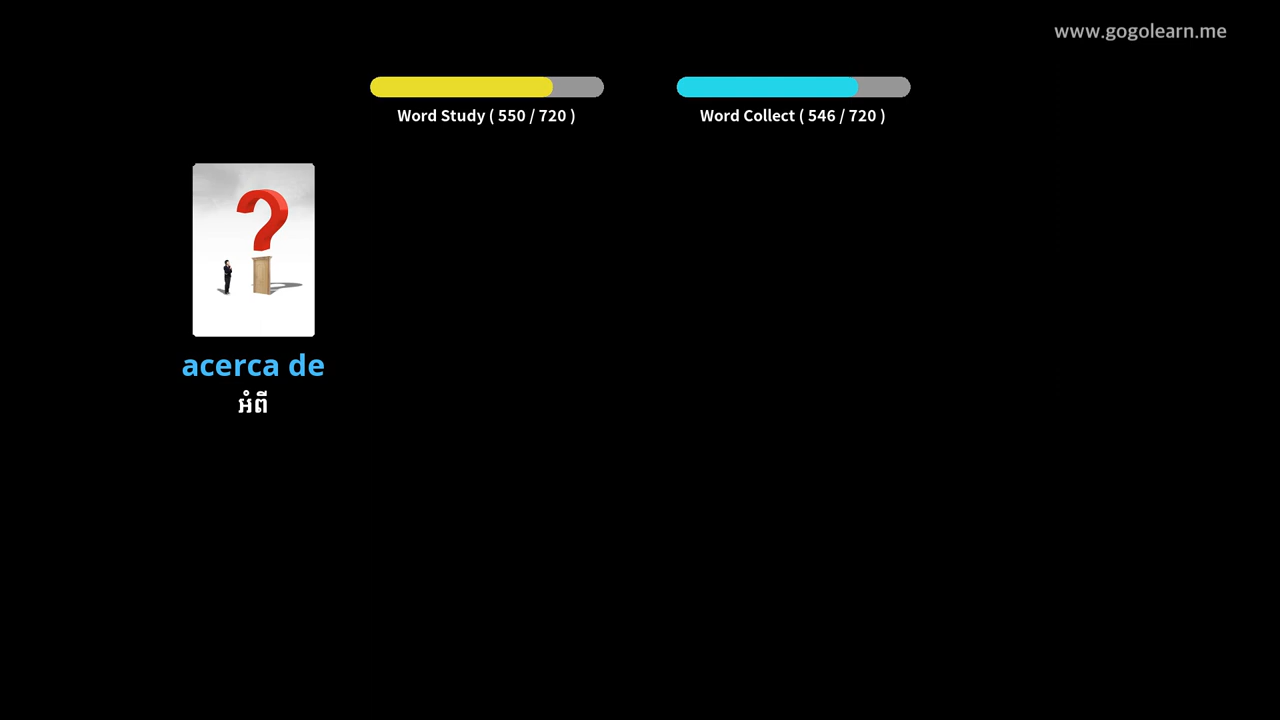 www.gogolearn.me
Word Study ( 550 / 720 )
Word Collect ( 546 / 720 )
acerca de
អំពី